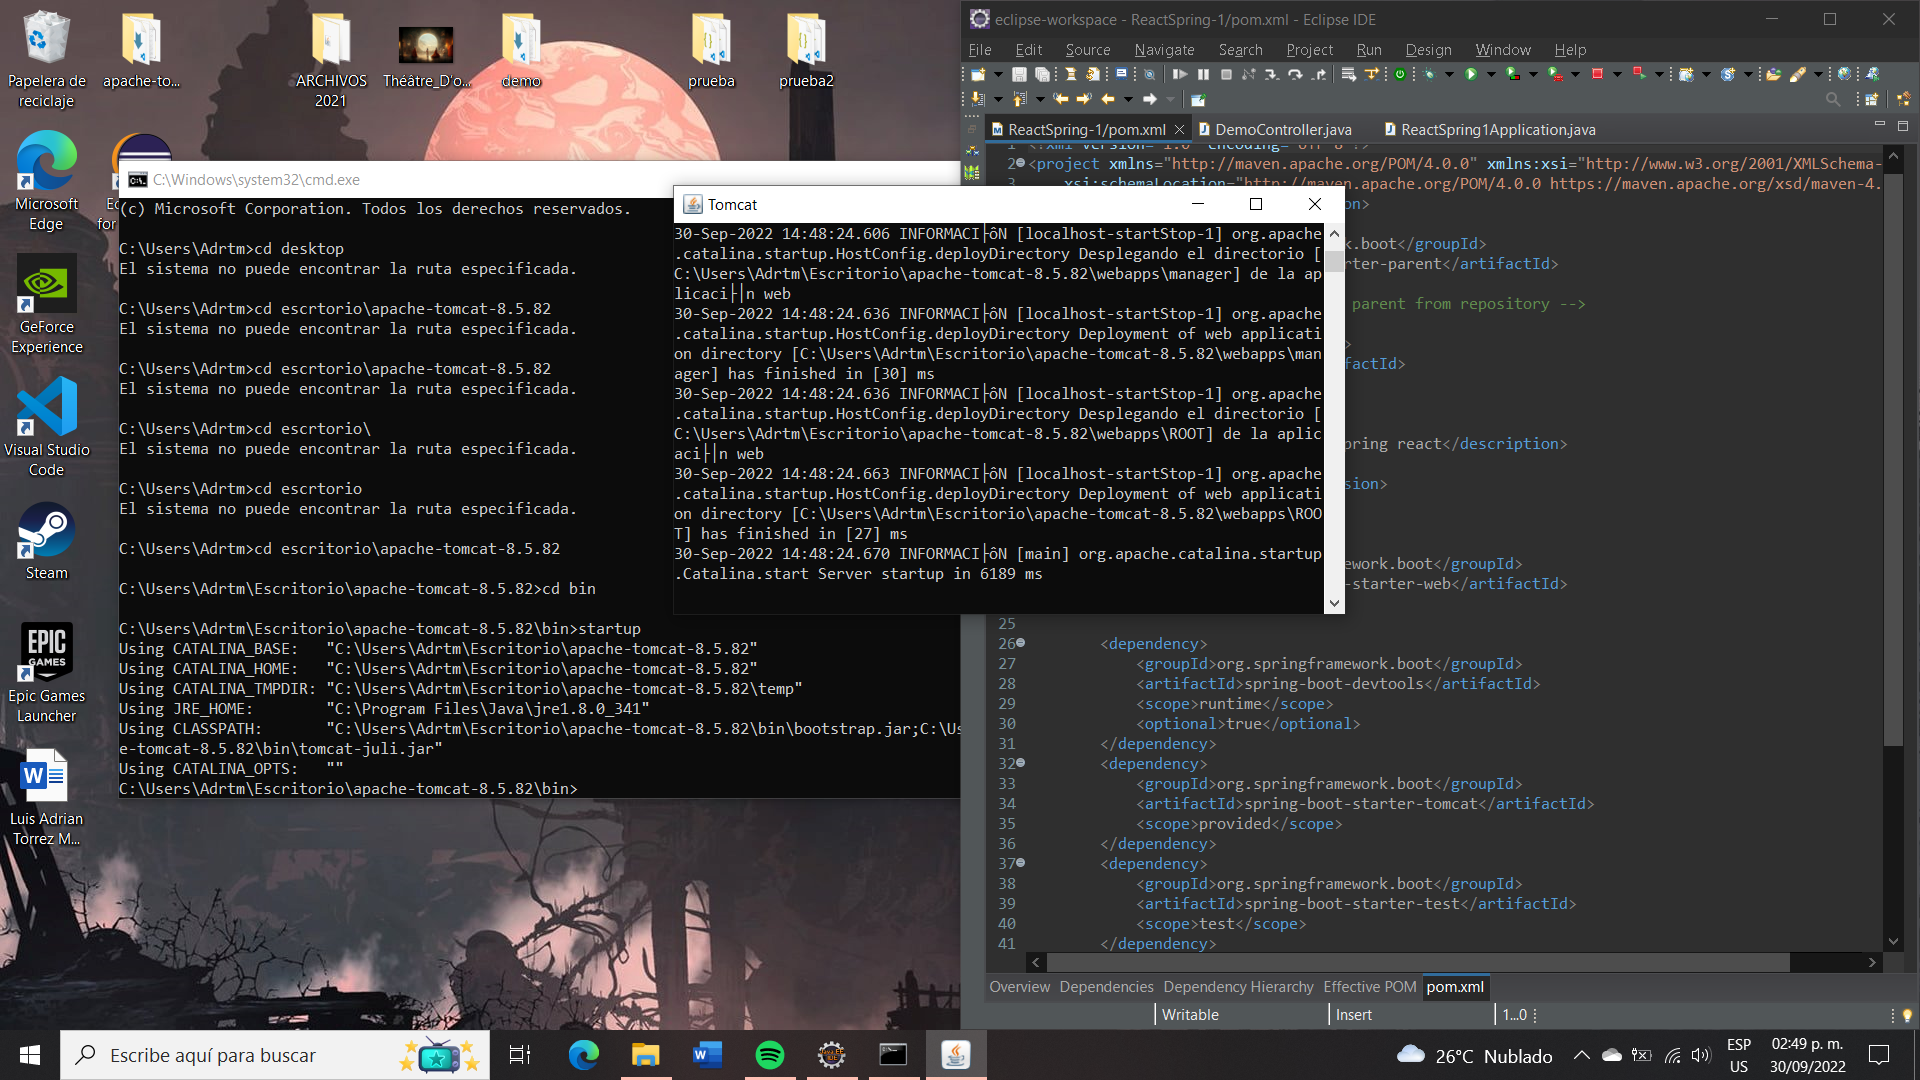 Papelera de
reciclaje
apache-to...
ARCHIVOS
2021
Théâtre_D'o...
demo
prueba
prueba2
Microsoft
Edge
Ec
for
GeForce
Experience
Visual Studio
Code
Steam
EPIC
GAMES
Epic Games
Launcher
Luis Adrian
Torrez M...
C:\Windows\system32\cmd.exe
(c) Microsoft Corporation. Todos los derechos reservados.
C:\Users\Adrtm>cd desktop
El sistema no puede encontrar la ruta especificada.
C:\Users\Adrtm>cd escrtorio\apache-tomcat-8.5.82
El sistema no puede encontrar la ruta especificada.
C:\Users\Adrtm>cd escrtorio\apache-tomcat-8.5.82
El sistema no puede encontrar la ruta especificada.
C:\Users\Adrtm>cd escrtorio\
El sistema no puede encontrar la ruta especificada.
C:\Users\Adrtm>cd escrtorio
El sistema no puede encontrar la ruta especificada.
C:\Users\Adrtm>cd escritorio\apache-tomcat-8.5.82
C:\Users\Adrtm\Escritorio\apache-tomcat-8.5.82>cd bin
C:\Users\Adrtm\Escritorio\apache-tomcat-8.5.82\bin>startup
Using CATALINA_BASE:   "C:\Users\Adrtm\Escritorio\apache-tomcat-8.5.82"
Using CATALINA_HOME:   "C:\Users\Adrtm\Escritorio\apache-tomcat-8.5.82"
Using CATALINA_TMPDIR: "C:\Users\Adrtm\Escritorio\apache-tomcat-8.5.82\temp"
Using JRE_HOME:        "C:\Program Files\Java\jre1.8.0_341"
Using CLASSPATH:       "C:\Users\Adrtm\Escritorio\apache-tomcat-8.5.82\bin\bootstrap.jar;C:\Us
e-tomcat-8.5.82\bin\tomcat-juli.jar"
Using CATALINA_OPTS:   ""
C:\Users\Adrtm\Escritorio\apache-tomcat-8.5.82\bin>
Tomcat
30-Sep-2022 14:48:24.606 INFORMACI├ôN [localhost-startStop-1] org.apache
.catalina.startup.HostConfig.deployDirectory Desplegando el directorio [
C:\Users\Adrtm\Escritorio\apache-tomcat-8.5.82\webapps\manager] de la ap
licaci├│n web
30-Sep-2022 14:48:24.636 INFORMACI├ôN [localhost-startStop-1] org.apache
.catalina.startup.HostConfig.deployDirectory Deployment of web applicati
on directory [C:\Users\Adrtm\Escritorio\apache-tomcat-8.5.82\webapps\man
ager] has finished in [30] ms
30-Sep-2022 14:48:24.636 INFORMACI├ôN [localhost-startStop-1] org.apache
.catalina.startup.HostConfig.deployDirectory Desplegando el directorio [
C:\Users\Adrtm\Escritorio\apache-tomcat-8.5.82\webapps\ROOT] de la aplic
aci├│n web
30-Sep-2022 14:48:24.663 INFORMACI├ôN [localhost-startStop-1] org.apache
.catalina.startup.HostConfig.deployDirectory Deployment of web applicati
on directory [C:\Users\Adrtm\Escritorio\apache-tomcat-8.5.82\webapps\ROO
T] has finished in [27] ms
30-Sep-2022 14:48:24.670 INFORMACI├ôN [main] org.apache.catalina.startup
.Catalina.start Server startup in 6189 ms
eclipse-workspace - ReactSpring-1/pom.xml - Eclipse IDE
File Edit Source Navigate Search Project Run Design Window Help
ReactSpring-1/pom.xml DemoController.java ReactSpring1Application.java
1 <?xml version="1.0" encoding="UTF-8"?>
2 <project xmlns="http://maven.apache.org/POM/4.0.0" xmlns:xsi="http://www.w3.org/2001/XMLSchema-
3 xsi:schemaLocation="http://maven.apache.org/POM/4.0.0 https://maven.apache.org/xsd/maven-4.
on>
k.boot</groupId>
rter-parent</artifactId>
parent from repository -->
>
ifactId>
pring react</description>
sion>
k.boot</groupId>
-starter-web</artifactId>
25
26 <dependency>
27 <groupId>org.springframework.boot</groupId>
28 <artifactId>spring-boot-devtools</artifactId>
29 <scope>runtime</scope>
30 <optional>true</optional>
31 </dependency>
32 <dependency>
33 <groupId>org.springframework.boot</groupId>
34 <artifactId>spring-boot-starter-tomcat</artifactId>
35 <scope>provided</scope>
36 </dependency>
37 <dependency>
38 <groupId>org.springframework.boot</groupId>
39 <artifactId>spring-boot-starter-test</artifactId>
40 <scope>test</scope>
41 </dependency>
Overview Dependencies Dependency Hierarchy Effective POM pom.xml
Writable Insert 1...0
Escribe aquí para buscar
26°C Nublado
ESP
US
02:49 p. m.
30/09/2022